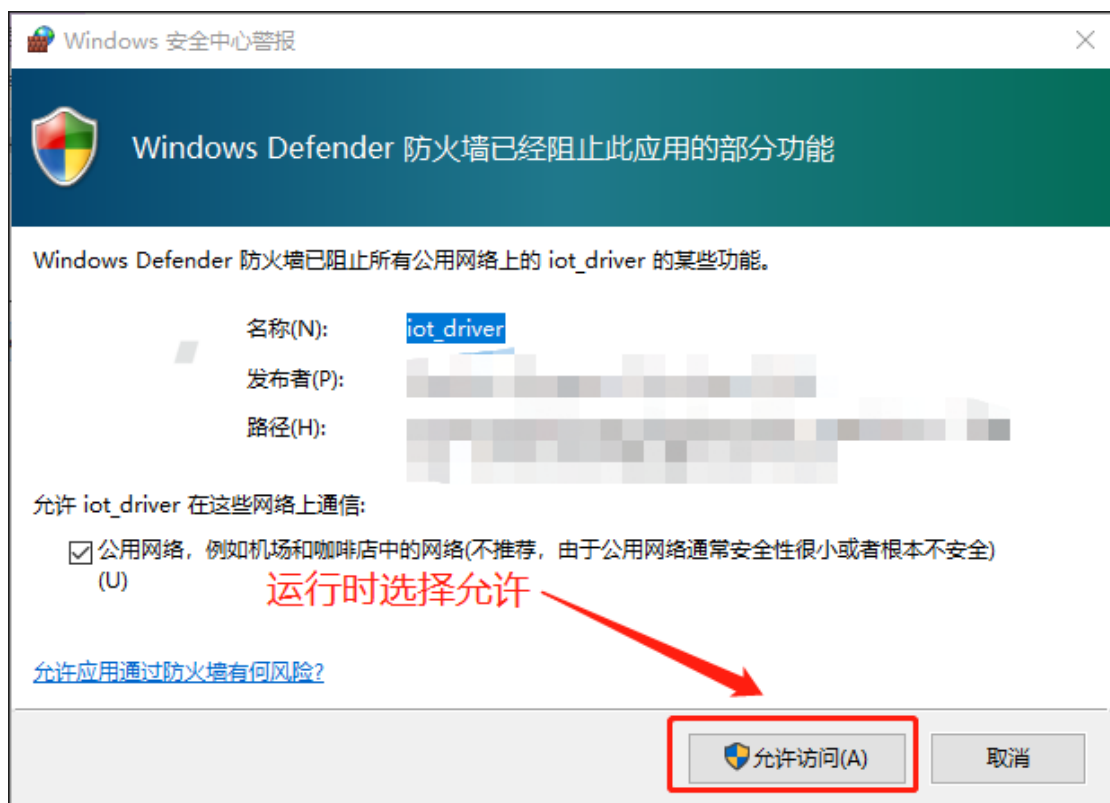 Windows 安全中心警报
Windows Defender 防火墙已经阻止此应用的部分功能
Windows Defender 防火墙已阻止所有公用网络上的 iot_driver 的某些功能。
名称(N): iot_driver
发布者(P):
路径(H):
允许 iot_driver 在这些网络上通信:
公用网络，例如机场和咖啡店中的网络(不推荐，由于公用网络通常安全性很小或者根本不安全)
(U)
运行时选择允许
允许应用通过防火墙有何风险?
允许访问(A) 取消